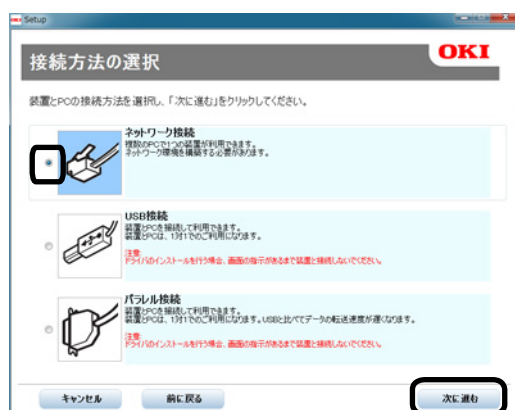 OKI Setup
接続方法の選択
OKI
装置とPCの接続方法を選択し、「次に進む」をクリックしてください。
ネットワーク接続
複数のPCで1つの装置が利用できます。
ネットワーク環境を構築する必要があります。
USB接続
装置とPCを接続して利用できます。
装置とPCは、1対1でのご利用になります。
注意
ドライバのインストールを行う場合、画面の指示があるまで装置と接続しないでください。
パラレル接続
装置とPCを接続して利用できます。
装置とPCは、1対1でのご利用になります。USBと比べてデータの転送速度が遅くなります。
注意
ドライバのインストールを行う場合、画面の指示があるまで装置と接続しないでください。
キャンセル
前に戻る
次に進む